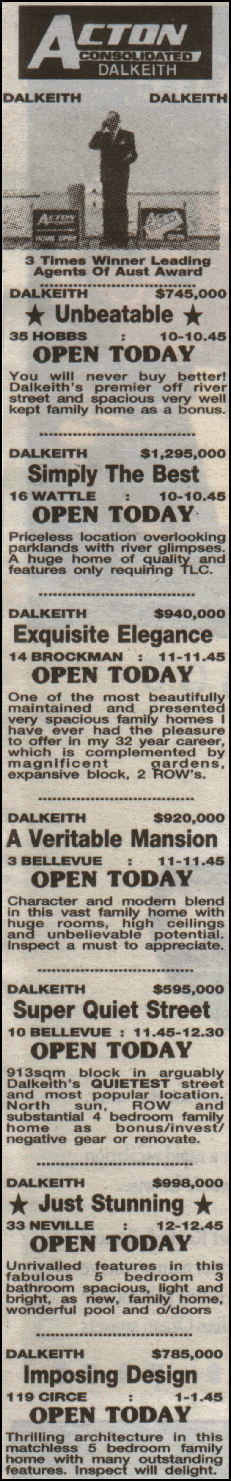 ACTON
CONSOLIDATED
DALKEITH
DALKEITH DALKEITH
ACTON
HOME OPEN
ACTON
OPEN
3 Times Winner Leading
Agents Of Aust Award
DALKEITH $745,000
★ Unbeatable ★
35 HOBBS : 10-10.45
OPEN TODAY
You will never buy better!
Dalkeith's premier off river
street and spacious very well
kept family home as a bonus.
DALKEITH $1,295,000
Simply The Best
16 WATTLE : 10-10.45
OPEN TODAY
Priceless location overlooking
parklands with river glimpses.
A huge home of quality and
features only requiring TLC.
DALKEITH $940,000
Exquisite Elegance
14 BROCKMAN : 11-11.45
OPEN TODAY
One of the most beautifully
maintained and presented
very spacious family homes I
have ever had the pleasure
to offer in my 32 year career,
which is complemented by
magnificent gardens,
expansive block, 2 ROW's.
DALKEITH $920,000
A Veritable Mansion
3 BELLEVUE : 11-11.45
OPEN TODAY
Character and modern blend
in this vast family home with
huge rooms, high ceilings
and unbelievable potential.
Inspect a must to appreciate.
DALKEITH $595,000
Super Quiet Street
10 BELLEVUE : 11.45-12.30
OPEN TODAY
913sqm block in arguably
Dalkeith's QUIETEST street
and most popular location.
North sun, ROW and
substantial 4 bedroom family
home as bonus/invest/
negative gear or renovate.
DALKEITH $998,000
★ Just Stunning ★
33 NEVILLE : 12-12.45
OPEN TODAY
Unrivalled features in this
fabulous 5 bedroom 3
bathroom spacious, light and
bright, as new, family home,
wonderful pool and o/doors
DALKEITH $785,000
Imposing Design
119 CIRCE : 1-1.45
OPEN TODAY
Thrilling architecture in this
matchless 5 bedroom family
home with many outstanding
features. Inspect will delight.